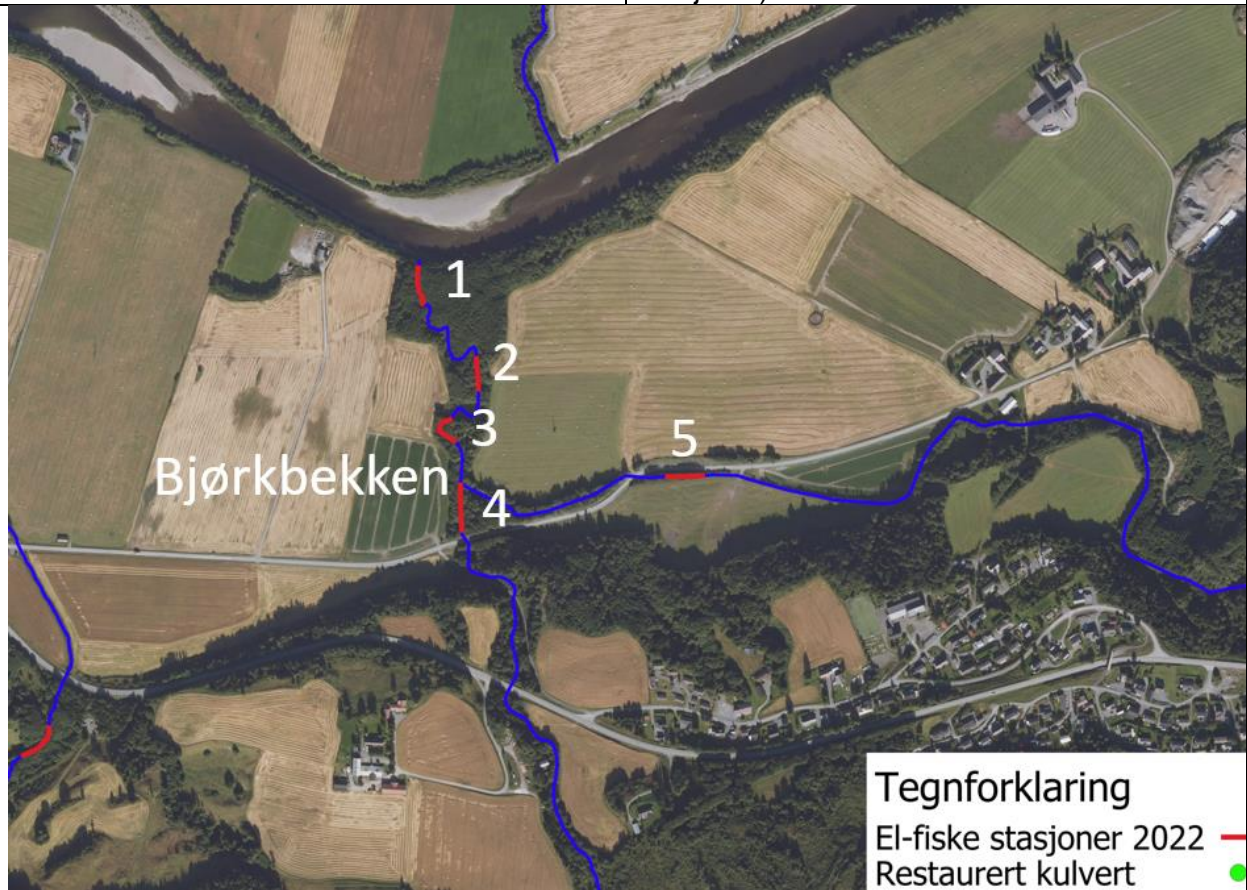 1
2
3
5
Bjørkbekken
4
Tegnforklaring
El-fiske stasjoner 2022
Restaurert kulvert